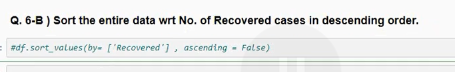 Q. 6-B ) Sort the entire data wrt No. of Recovered cases in descending order.
#df.sort_values(by= ['Recovered'] , ascending = False)